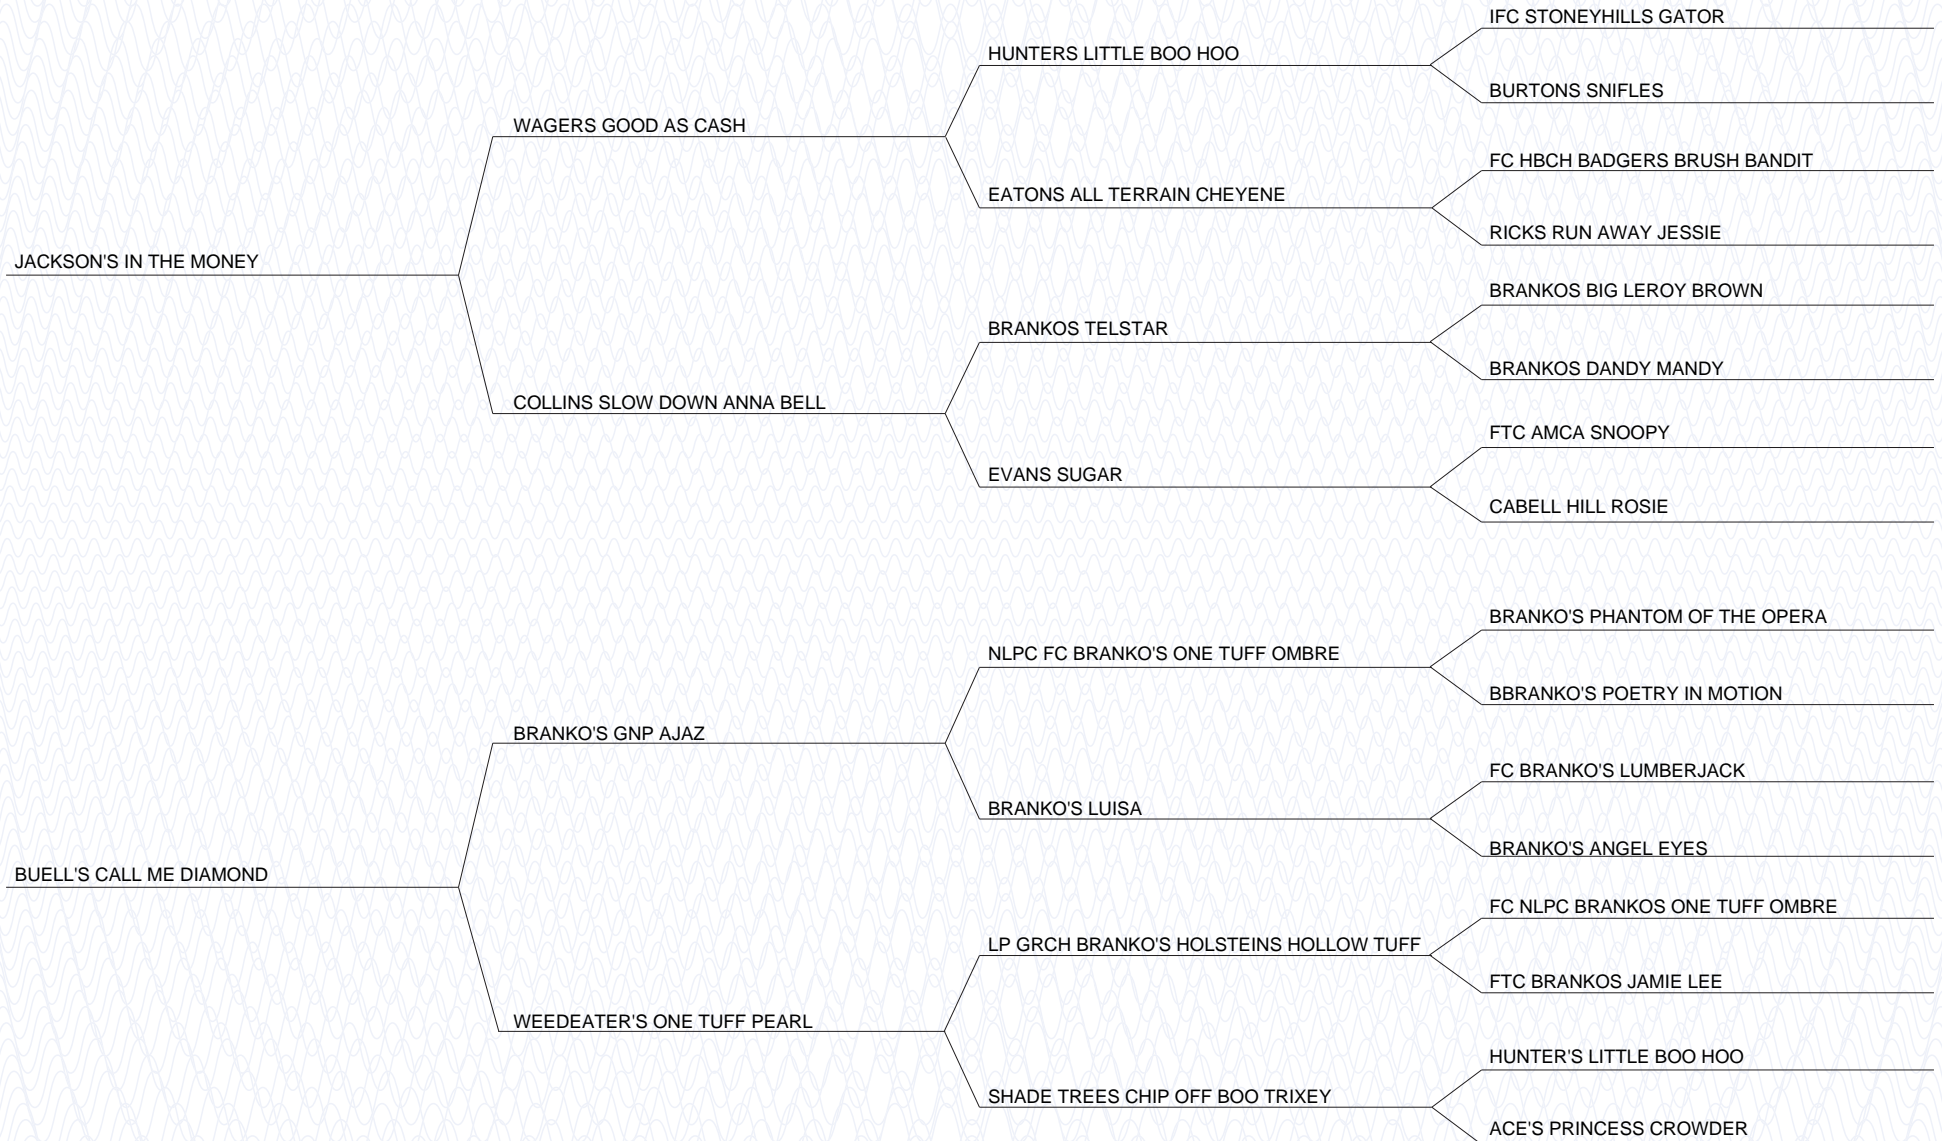 IFC STONEYHILLS GATOR
HUNTERS LITTLE BOO HOO
BURTONS SNIFLES
WAGERS GOOD AS CASH
FC HBCH BADGERS BRUSH BANDIT
EATONS ALL TERRAIN CHEYENE
RICKS RUN AWAY JESSIE
JACKSON'S IN THE MONEY
BRANKOS BIG LEROY BROWN
BRANKOS TELSTAR
BRANKOS DANDY MANDY
COLLINS SLOW DOWN ANNA BELL
FTC AMCA SNOOPY
EVANS SUGAR
CABELL HILL ROSIE
BRANKO'S PHANTOM OF THE OPERA
NLPC FC BRANKO'S ONE TUFF OMBRE
BBRANKO'S POETRY IN MOTION
BRANKO'S GNP AJAZ
FC BRANKO'S LUMBERJACK
BRANKO'S LUISA
BRANKO'S ANGEL EYES
BUELL'S CALL ME DIAMOND
FC NLPC BRANKOS ONE TUFF OMBRE
LP GRCH BRANKO'S HOLSTEINS HOLLOW TUFF
FTC BRANKOS JAMIE LEE
WEEDEATER'S ONE TUFF PEARL
HUNTER'S LITTLE BOO HOO
SHADE TREES CHIP OFF BOO TRIXEY
ACE'S PRINCESS CROWDER